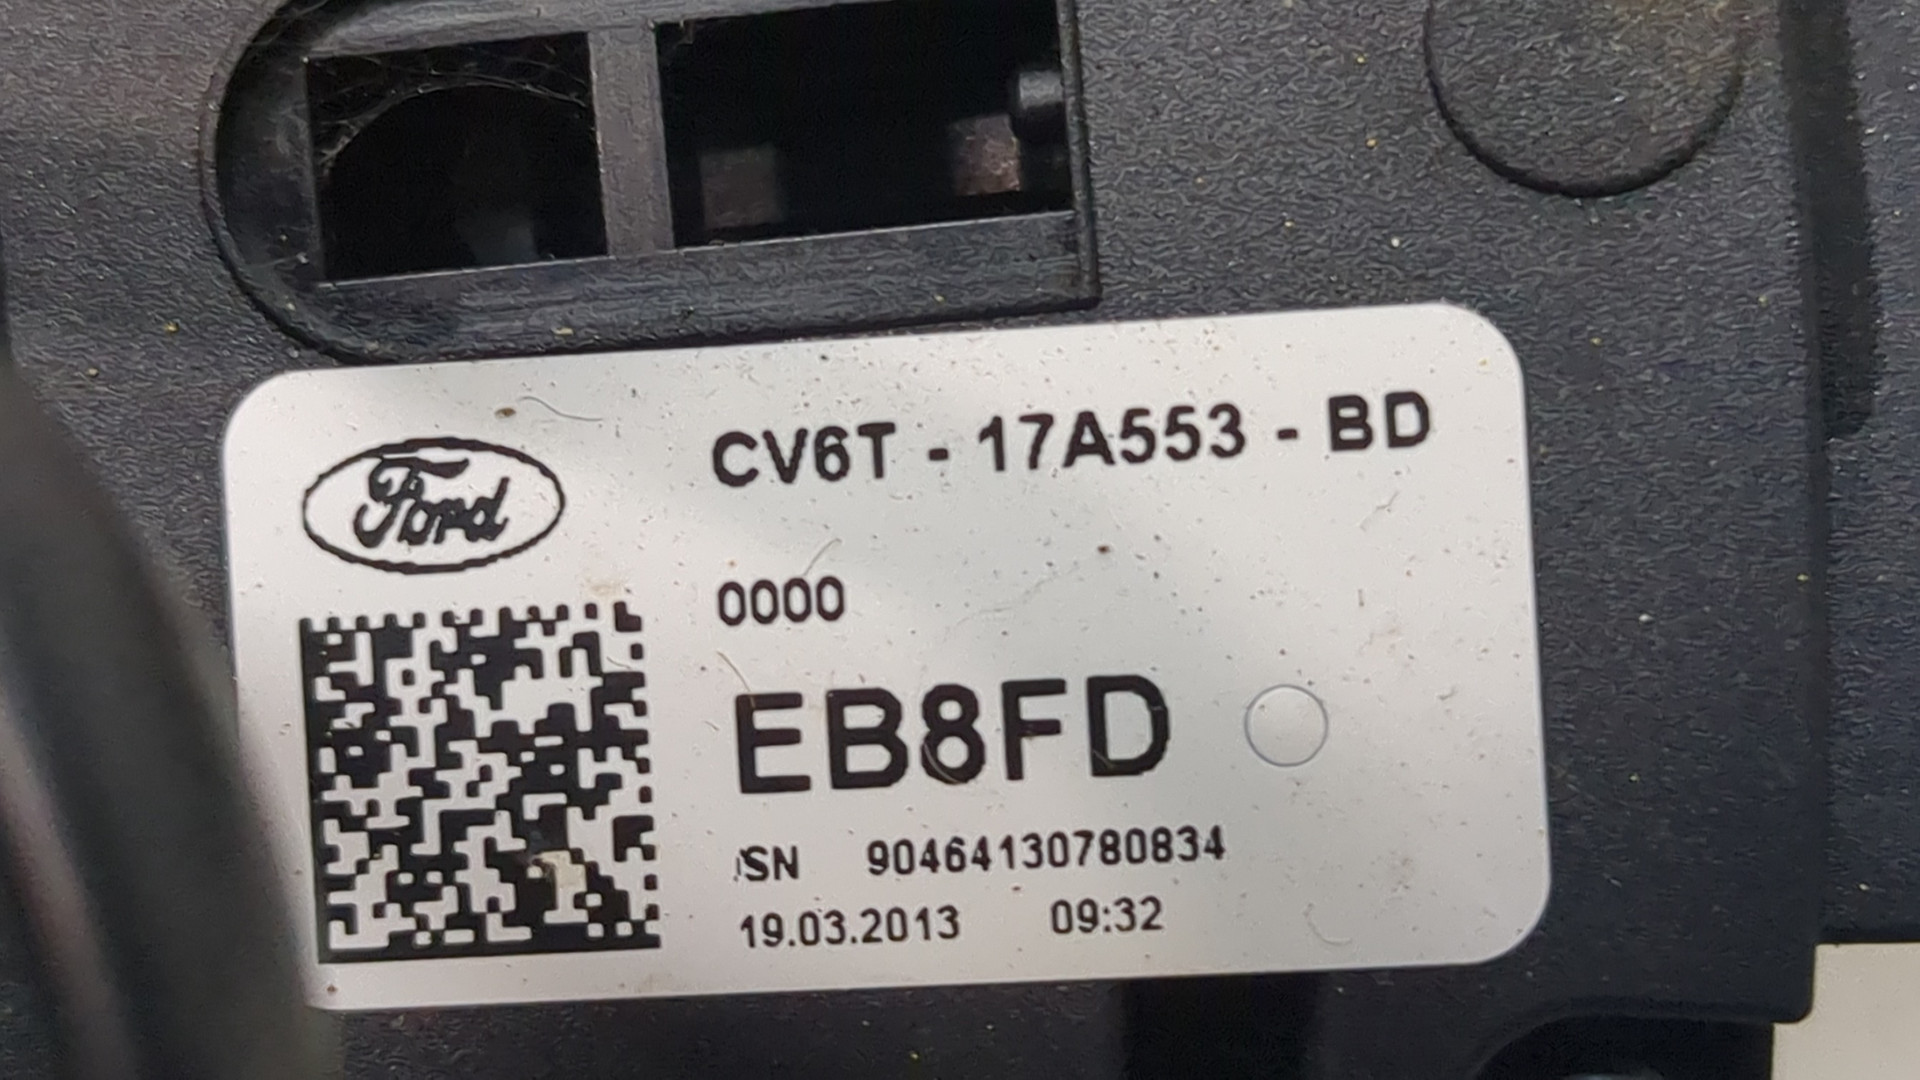 Ford
CV6T - 17A553 - BD
0000
EB8FD
SN 90464130780834
19.03.2013 09:32